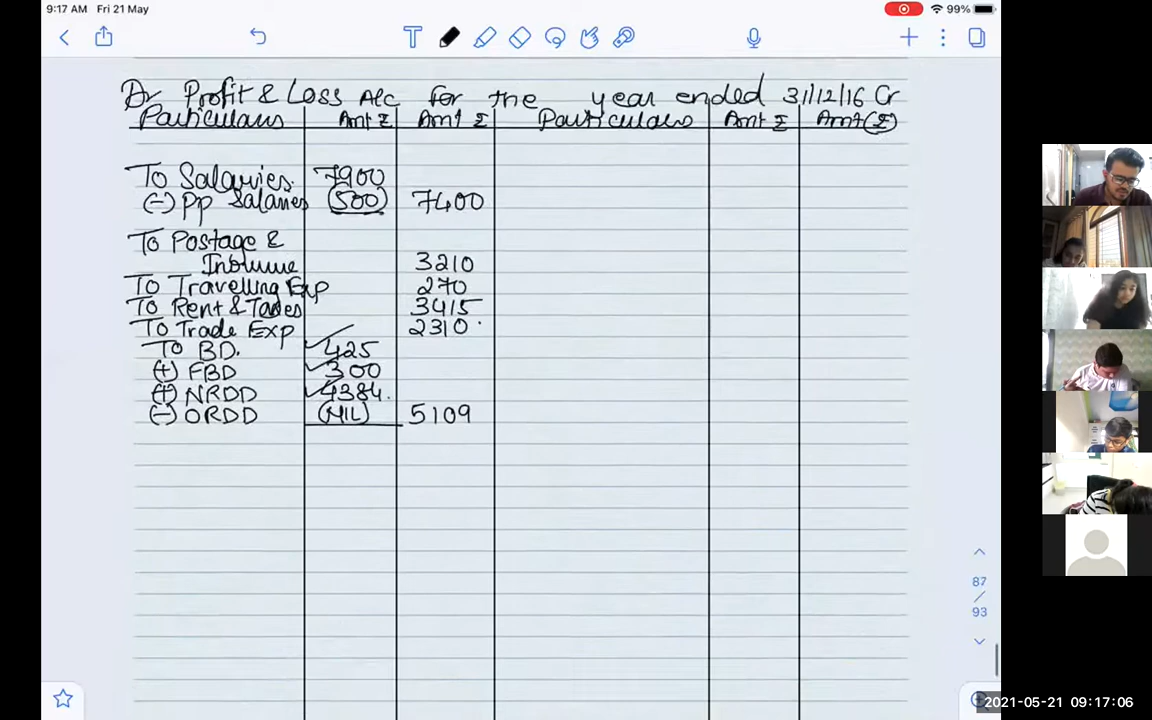 9:17 AM Fri 21 May
99%
Dr Profit & Loss A/c for the year ended 31/12/16 Cr
Particulars Amt ₹ Amt ₹ Particulars Amt ₹ Amt (₹)
To Salaries. 7900
(-) PP Salaries (500) 7400
To Postage &
3210
To Travelling Exp 270
To Rent & Taxes 3415
To Trade Exp 2310
To BD. 425
(+) FBD 300
(+) NRDD 4384.
(-) ORDD (NIL) 5109
87
/
93
2021-05-21 09:17:06